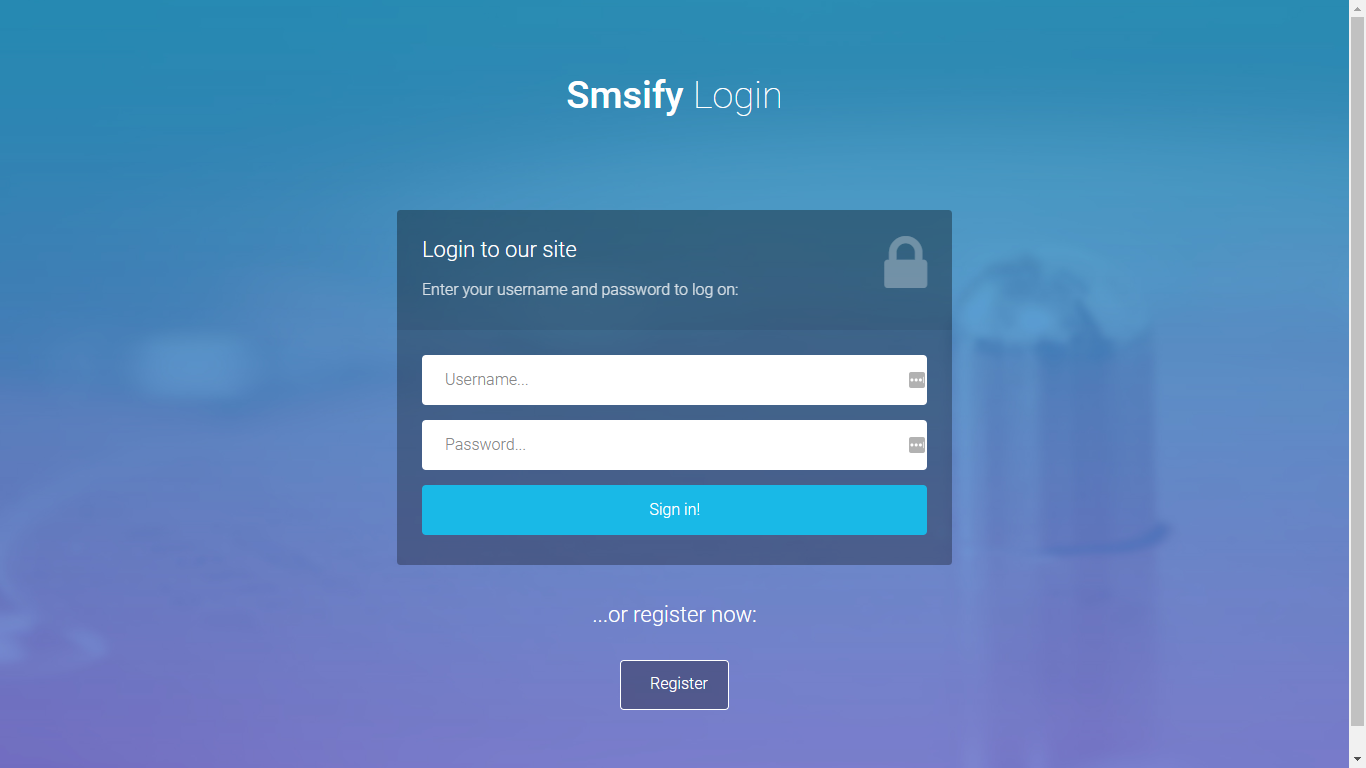 Smsify Login
Login to our site
Enter your username and password to log on:
Username...
Password...
Sign in!
...or register now:
Register